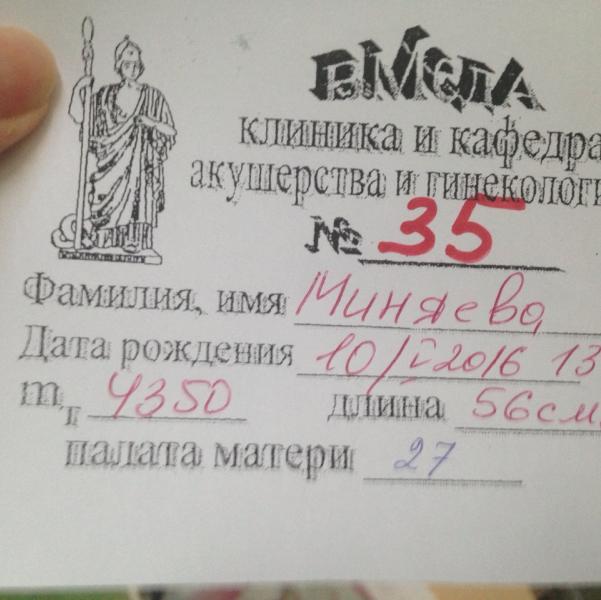 ВМедА
клиника и кафедра
акушерства и гинекологи
№ 35
Фамилия, имя Миняева
Дата рождения 10/I 2016 13
mт 4350 длина 56см.
палата матери 27